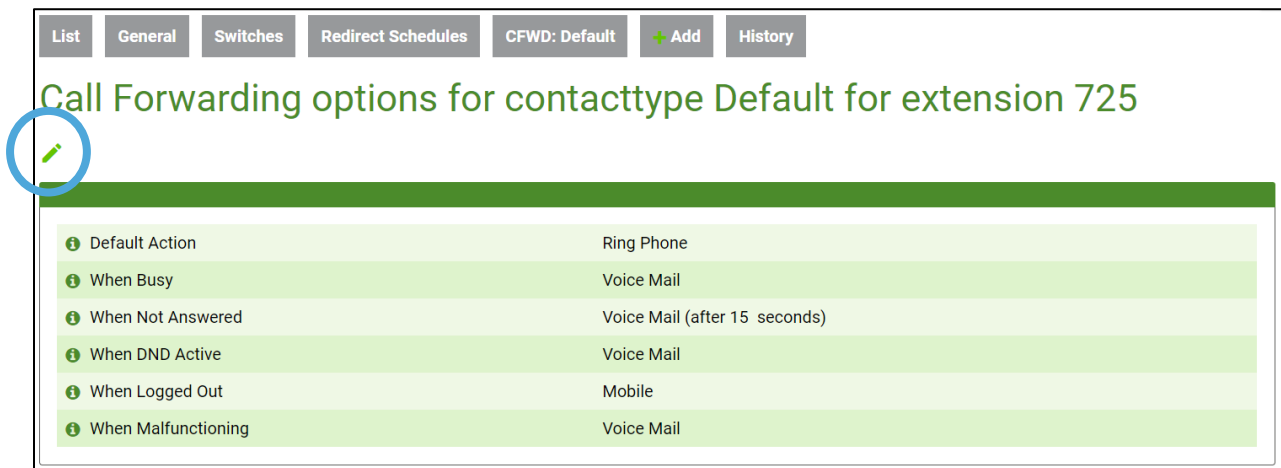 List General Switches Redirect Schedules CFWD: Default Add History
Call Forwarding options for contacttype Default for extension 725
Default Action Ring Phone
When Busy Voice Mail
When Not Answered Voice Mail (after 15 seconds)
When DND Active Voice Mail
When Logged Out Mobile
When Malfunctioning Voice Mail